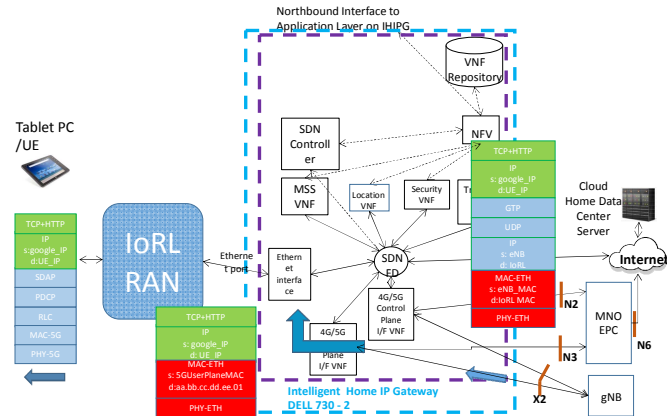 Northbound Interface to
Application Layer on IHIPG
VNF
Repository
Tablet PC
/UE
SDN
Controll
er
NFV
MSS
VNF
Location
VNF
Security
VNF
TCP+HTTP
IP
s: google_IP
d:UE_IP
GTP
UDP
IP
s: eNB
d: IoRL
MAC-ETH
s: eNB_MAC
d:IoRL MAC
PHY-ETH
Cloud
Home Data
Center
Server
TCP+HTTP
IP
s:google_IP
d:UE_IP
SDAP
PDCP
RLC
MAC-5G
PHY-5G
IoRL
RAN
Ethernet
t port
Ethern
et
interfa
ce
SDN
Internet
TCP+HTTP
IP
s: google_IP
d: UE_IP
MAC-ETH
s: 5GUserPlaneMAC
d:aa.bb.cc.dd.ee.01
PHY-ETH
4G/5G
Plane
I/F VNF
4G/5G
Control
Plane
I/F VNF
N2
N3
X2
N6
MNO
EPC
gNB
Intelligent Home IP Gateway
DELL 730 - 2